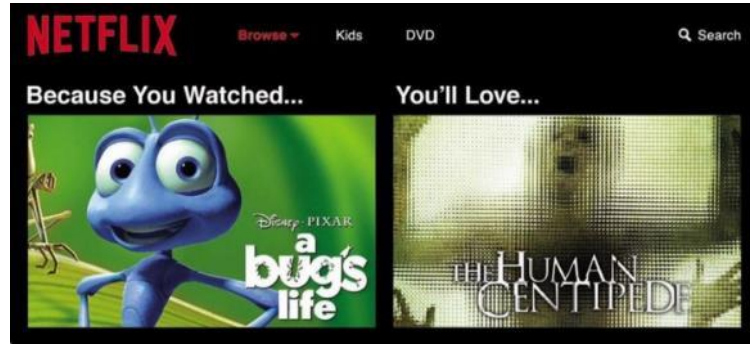 NETFLIX Browse Kids DVD Search
Because You Watched...
You'll Love...
Disney · PIXAR
a
bug's
life
THE HUMAN
CENTIPEDE